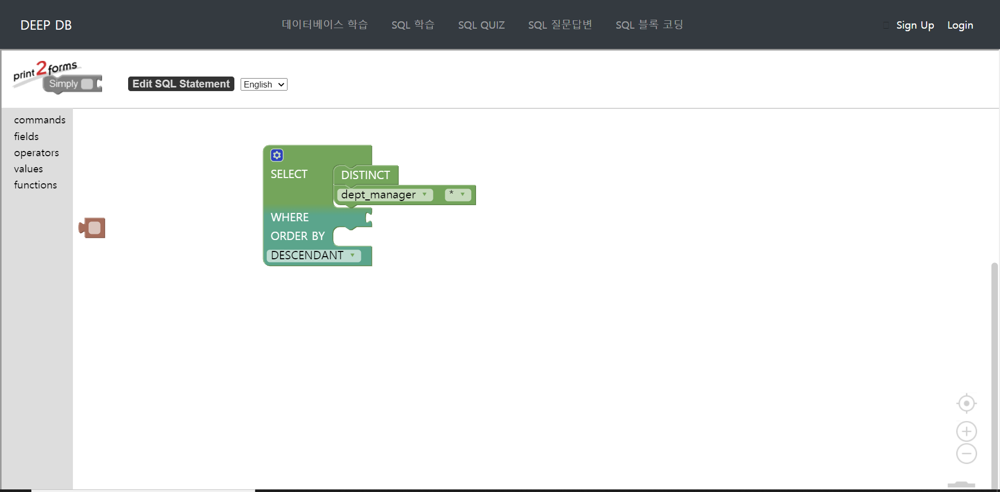 DEEP DB 데이터베이스 학습 SQL 학습 SQL QUIZ SQL 질문답변 SQL 블록 코딩 Sign Up Login
print2forms
Simply
Edit SQL Statement English
commands
fields
operators
values
functions
SELECT DISTINCT
dept_manager *
WHERE
ORDER BY
DESCENDANT